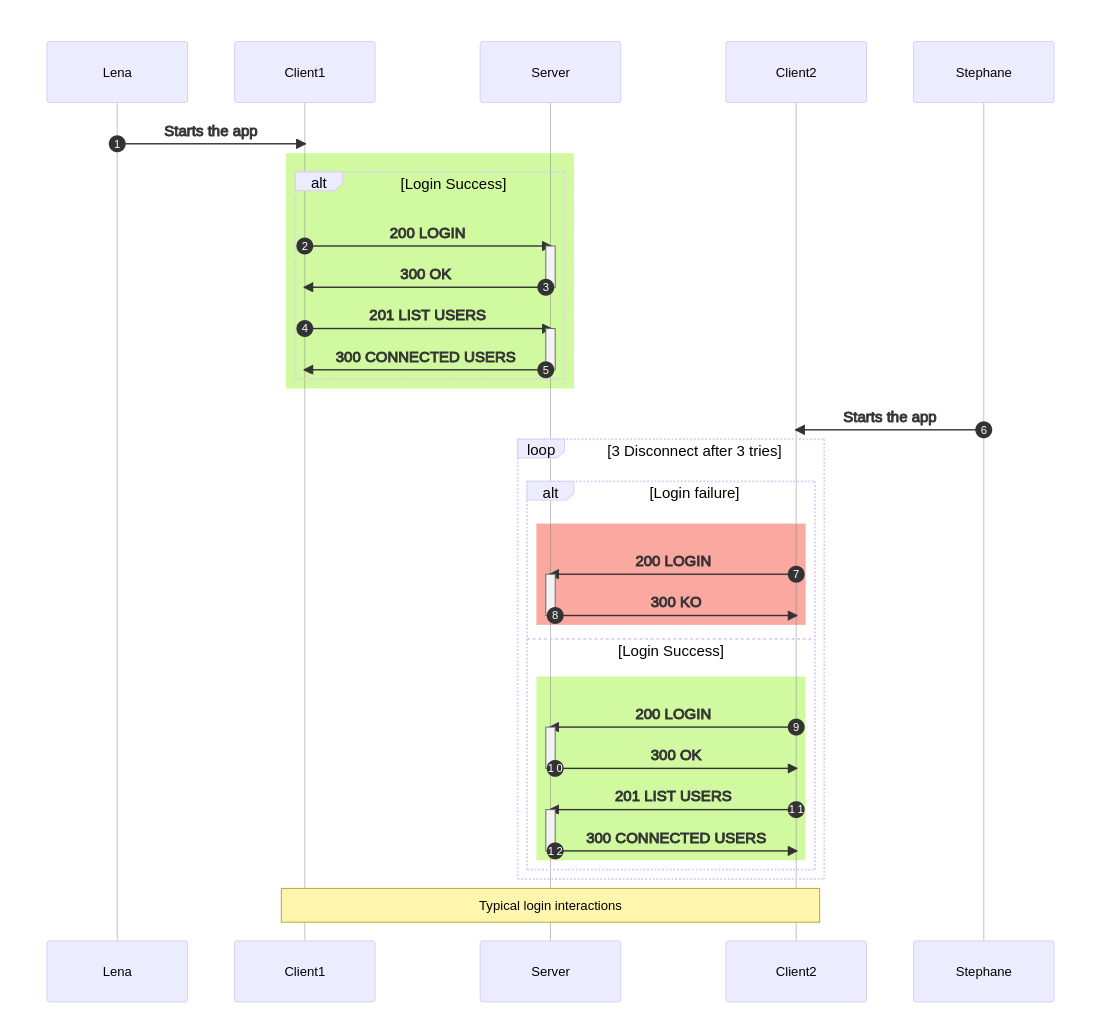 Lena
Client1
Server
Client2
Stephane
Starts the app
1
alt
[Login Success]
200 LOGIN
2
300 OK
3
201 LIST USERS
4
300 CONNECTED USERS
5
Starts the app
6
loop
[3 Disconnect after 3 tries]
alt
[Login failure]
200 LOGIN
7
300 KO
8
[Login Success]
200 LOGIN
9
300 OK
10
201 LIST USERS
11
300 CONNECTED USERS
12
Typical login interactions
Lena
Client1
Server
Client2
Stephane